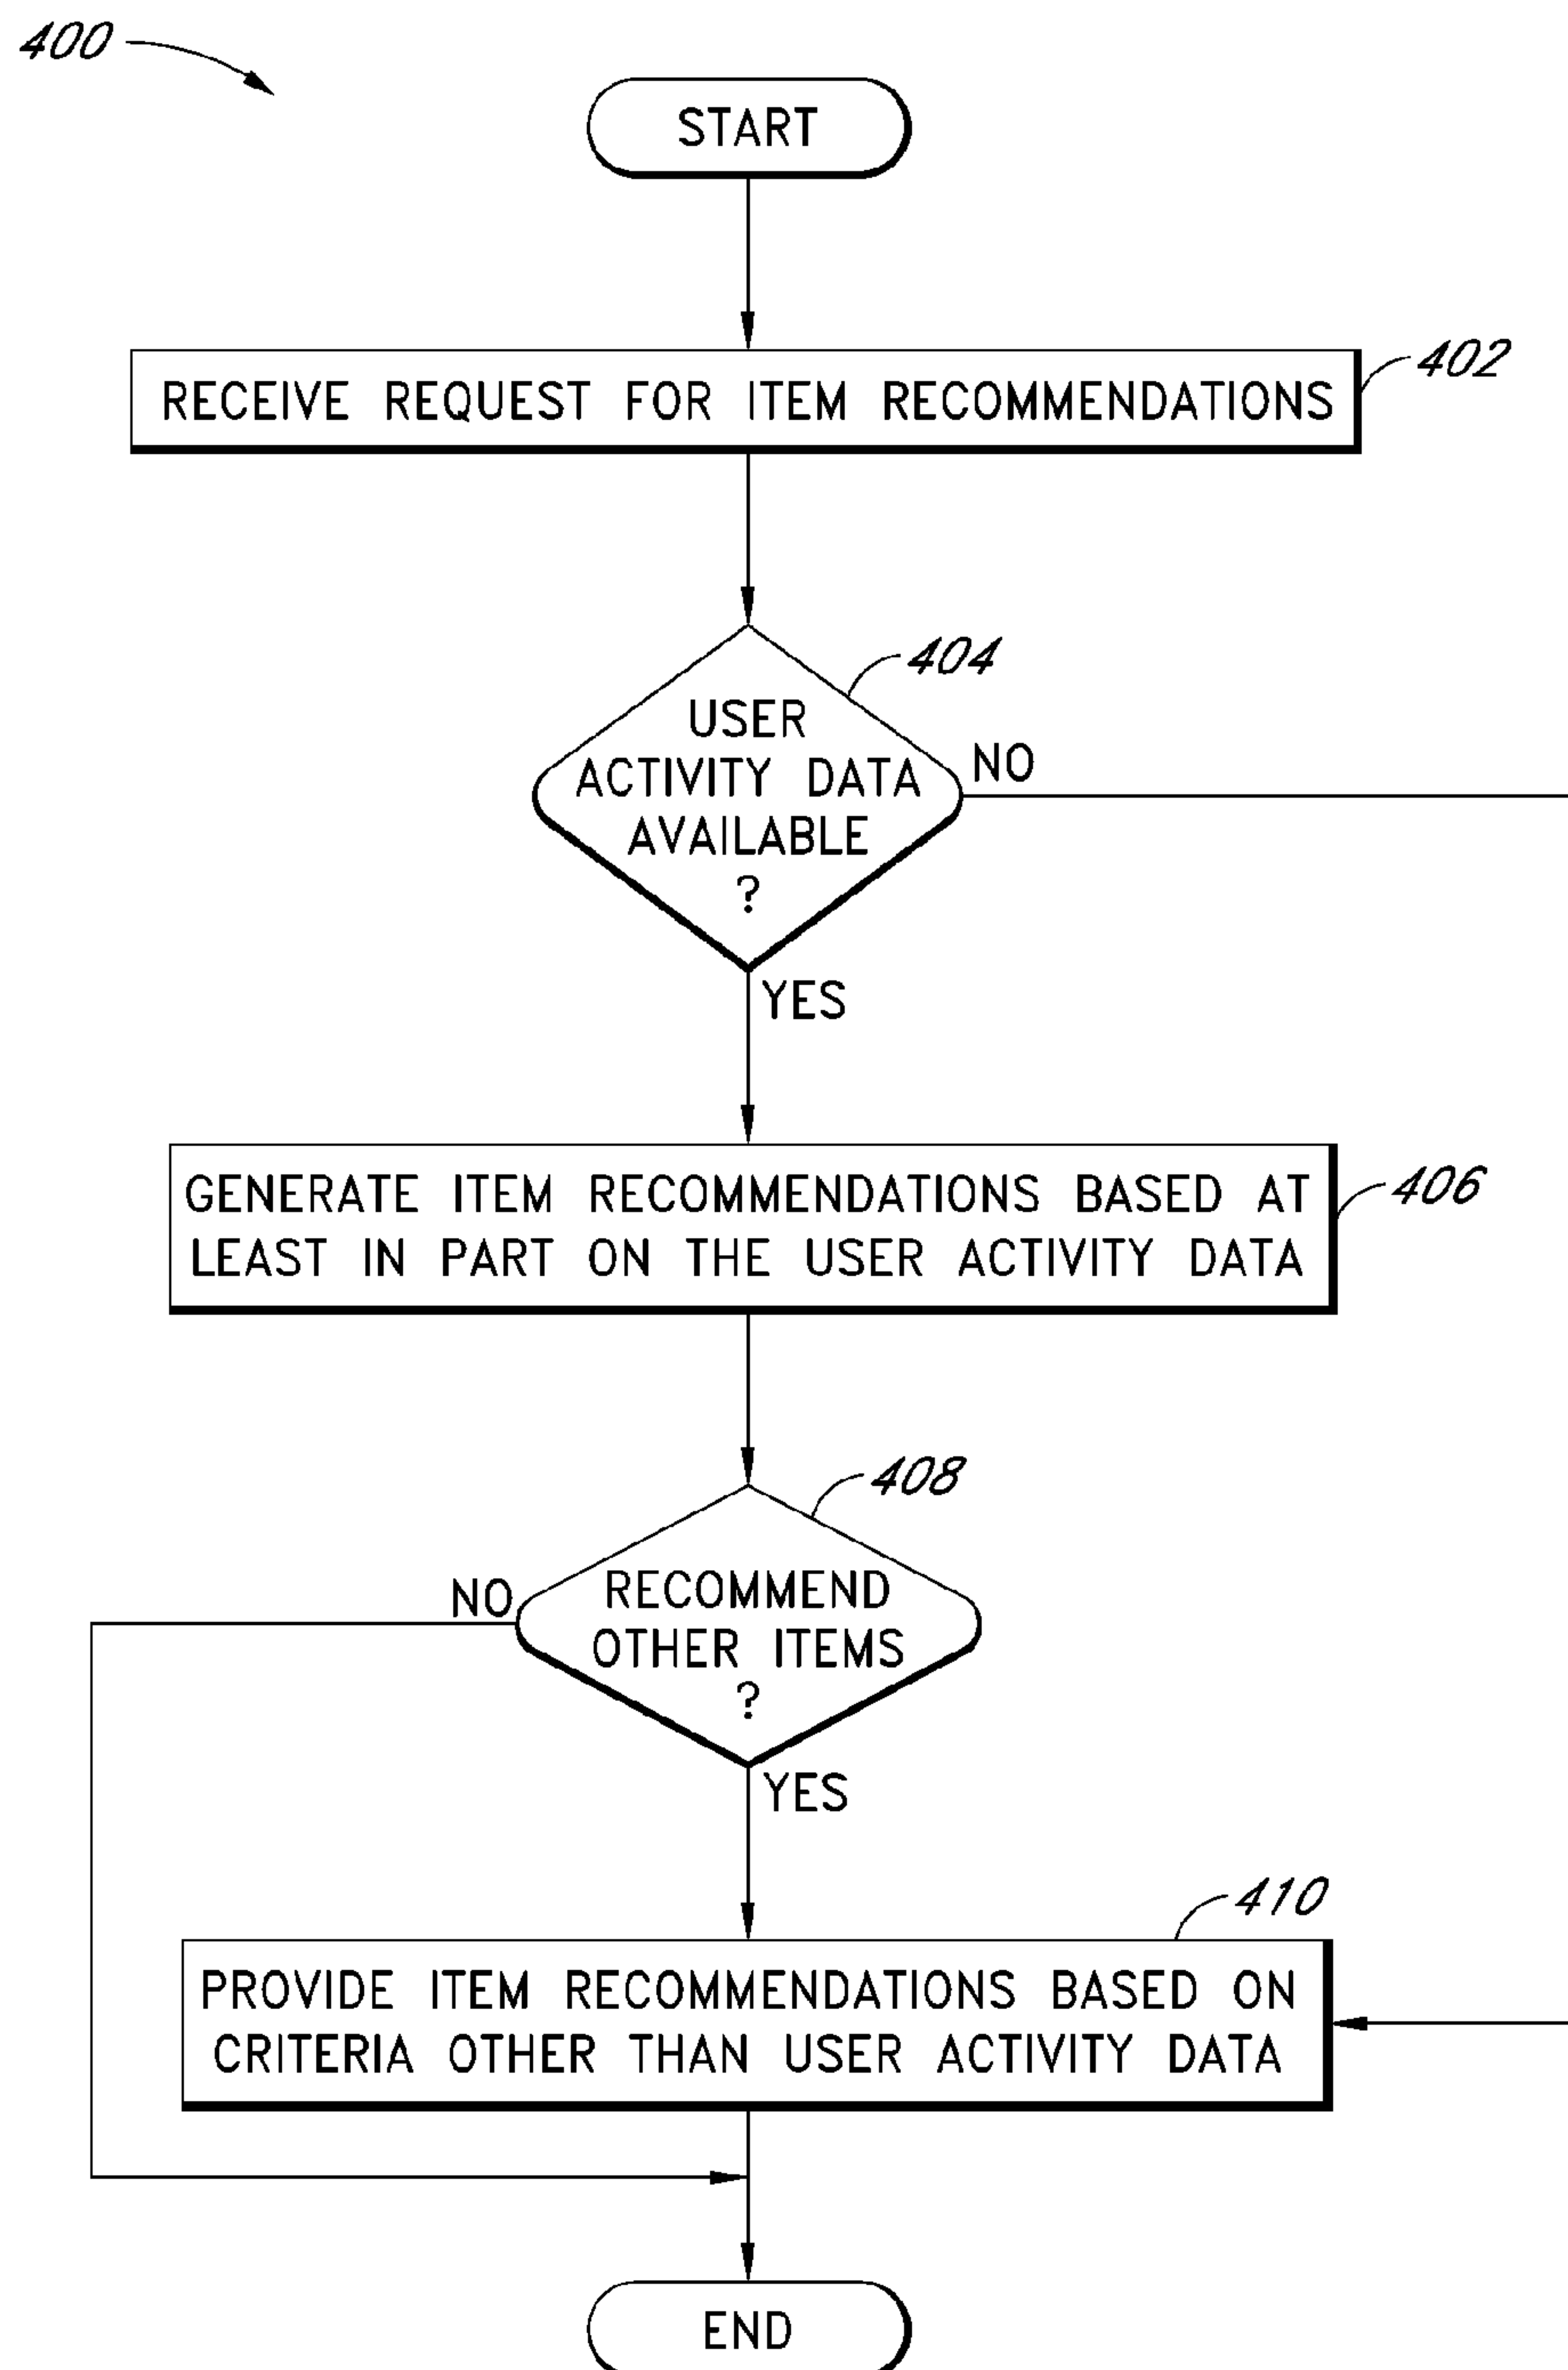 400
START
RECEIVE REQUEST FOR ITEM RECOMMENDATIONS
402
404
USER
ACTIVITY DATA
AVAILABLE
?
NO
YES
GENERATE ITEM RECOMMENDATIONS BASED AT
LEAST IN PART ON THE USER ACTIVITY DATA
406
408
NO
RECOMMEND
OTHER ITEMS
?
YES
410
PROVIDE ITEM RECOMMENDATIONS BASED ON
CRITERIA OTHER THAN USER ACTIVITY DATA
END